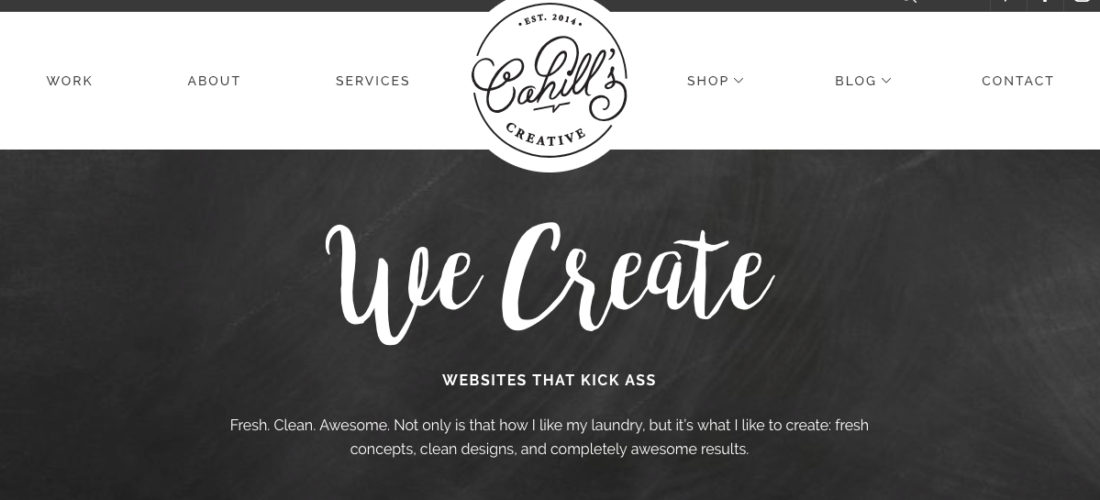 WORK
ABOUT
SERVICES
• EST. 2014 •
Cahill's
CREATIVE
SHOP
BLOG
CONTACT
We Create
WEBSITES THAT KICK ASS
Fresh. Clean. Awesome. Not only is that how I like my laundry, but it's what I like to create: fresh
concepts, clean designs, and completely awesome results.